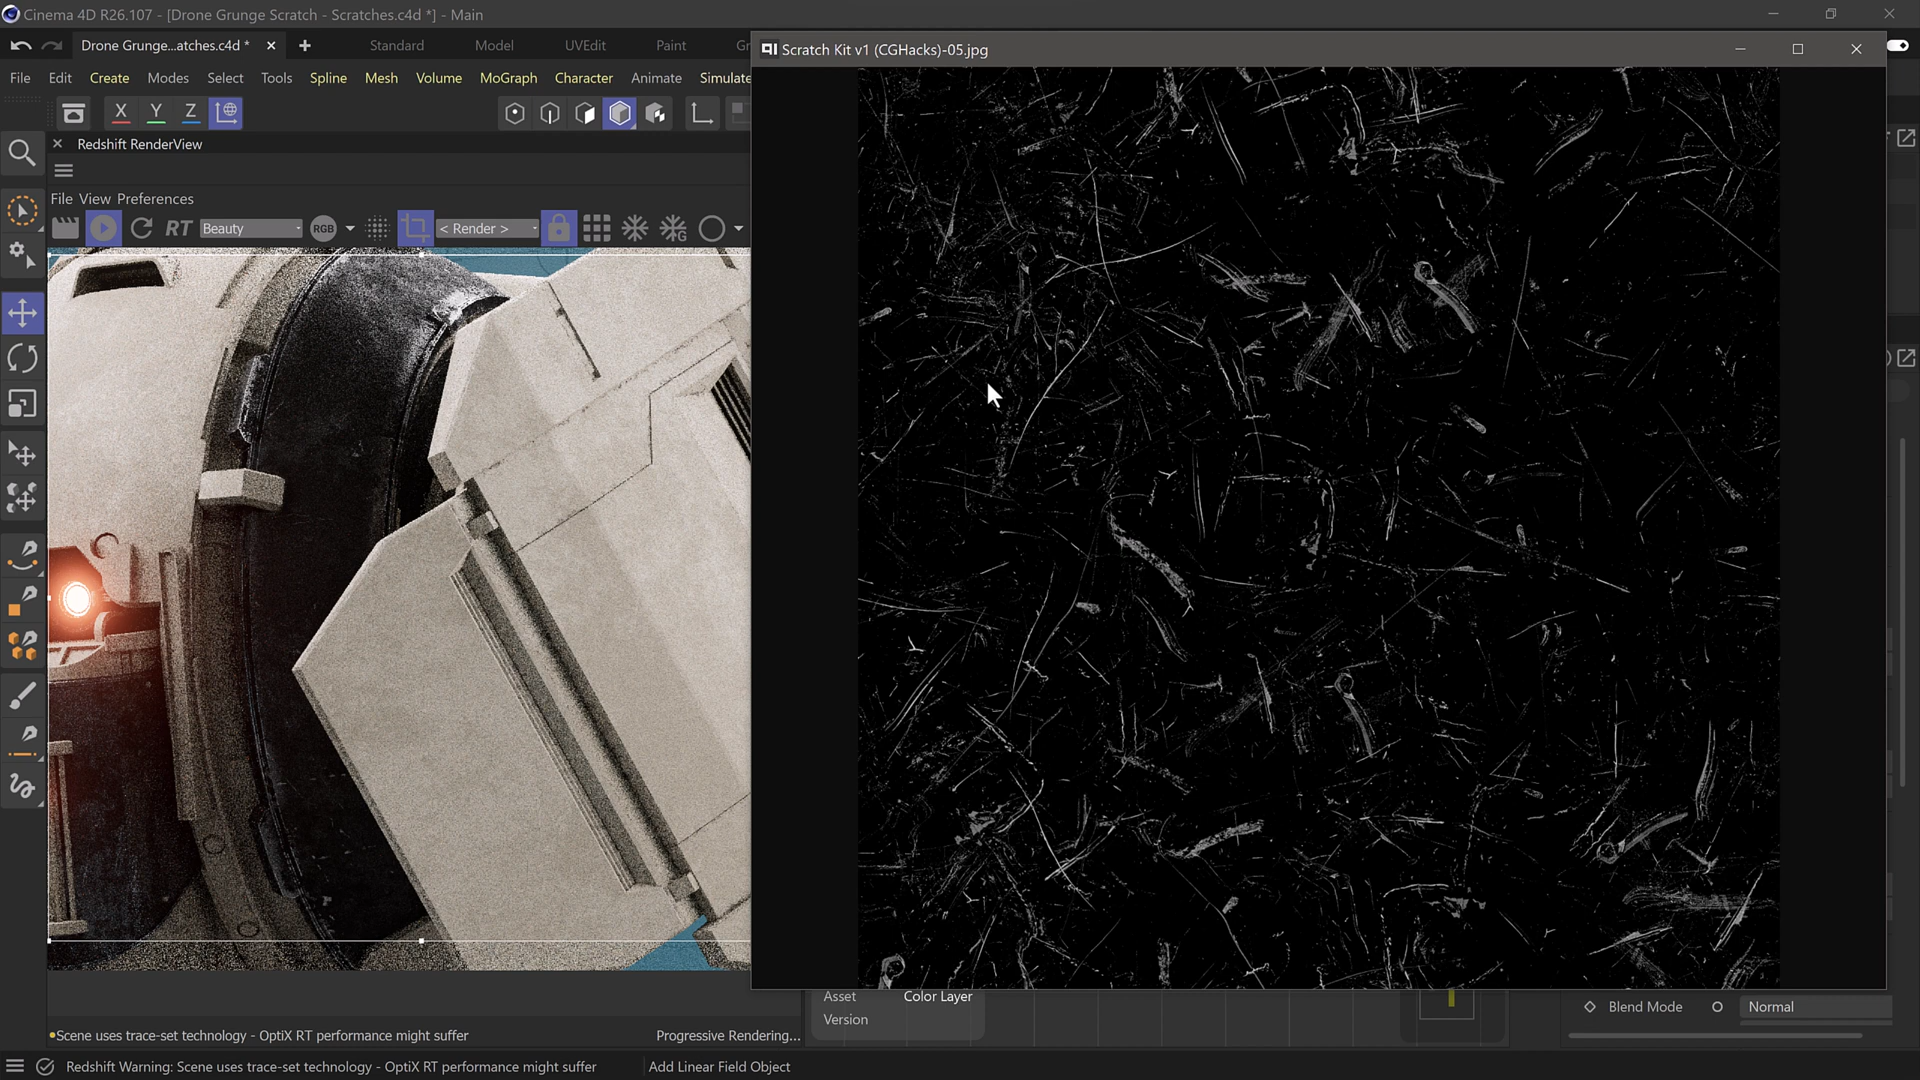 Cinema 4D R26.107 - [Drone Grunge Scratch - Scratches.c4d *] - Main
Drone Grunge...atches.c4d *
Standard
Model
UVEdit
Paint
Scratch Kit v1 (CGHacks)-05.jpg
File Edit Create Modes Select Tools Spline Mesh Volume MoGraph Character Animate Simulate
X Y Z
Redshift RenderView
File View Preferences
RT Beauty RGB < Render > G
Asset Color Layer
Version
Blend Mode Normal
Scene uses trace-set technology - OptiX RT performance might suffer
Progressive Rendering...
Redshift Warning: Scene uses trace-set technology - OptiX RT performance might suffer
Add Linear Field Object